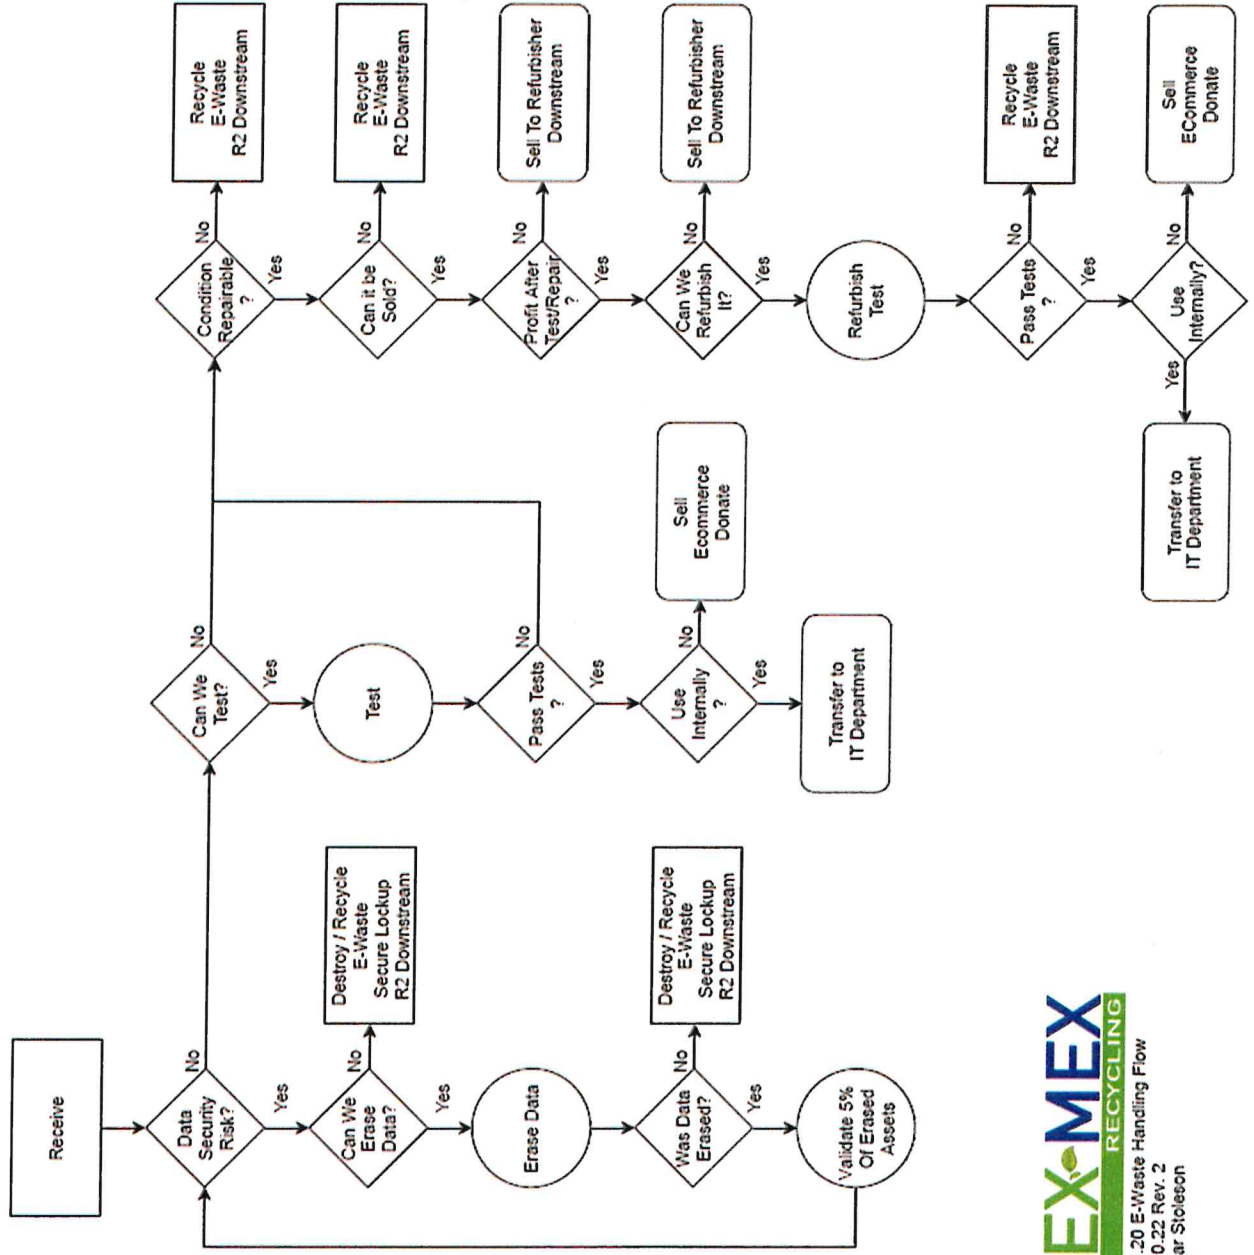 Receive
Data
Security
Risk?
No
Yes
Can We
Erase
Data?
No
Destroy / Recycle
E-Waste
Secure Lockup
R2 Downstream
Yes
Erase Data
Was Data
Erased?
No
Destroy / Recycle
E-Waste
Secure Lockup
R2 Downstream
Yes
Validate 5%
Of Erased
Assets
Can We
Test?
No
Yes
Test
Pass Tests
?
No
Yes
Use
Internally
?
No
Sell
Ecommerce
Donate
Yes
Transfer to
IT Department
Condition
Repairable
?
No
Recycle
E-Waste
R2 Downstream
Yes
Can it be
Sold?
No
Recycle
E-Waste
R2 Downstream
Yes
Profit After
Test/Repair
?
No
Sell To Refurbisher
Downstream
Yes
Can We
Refurbish
It?
No
Sell To Refurbisher
Downstream
Yes
Refurbish
Test
Pass Tests
?
No
Recycle
E-Waste
R2 Downstream
Yes
Use
Internally?
No
Sell
ECommerce
Donate
Yes
Transfer to
IT Department
EX MEX
RECYCLING
.20 E-Waste Handling Flow
0.22 Rev. 2
ar Stoleson